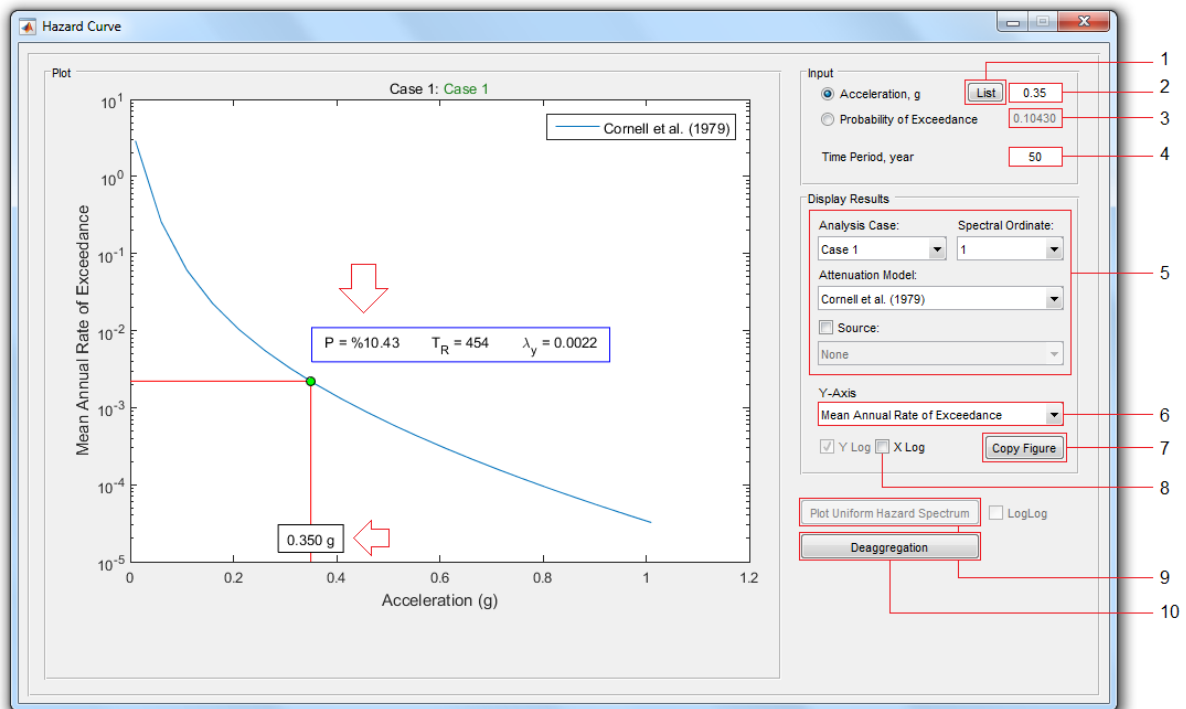 Hazard Curve
Plot
Case 1: Case 1
10^1
10^0
10^-1
10^-2
10^-3
10^-4
10^-5
Mean Annual Rate of Exceedance
Cornell et al. (1979)
P = %10.43 T_R = 454 λ_y = 0.0022
0.350 g
0 0.2 0.4 0.6 0.8 1 1.2
Acceleration (g)
Input
Acceleration, g List 0.35
Probability of Exceedance 0.10430
Time Period, year 50
Display Results
Analysis Case: Spectral Ordinate:
Case 1 1
Attenuation Model:
Cornell et al. (1979)
Source:
None
Y-Axis
Mean Annual Rate of Exceedance
Y Log X Log Copy Figure
Plot Uniform Hazard Spectrum LogLog
Deaggregation
1
2
3
4
5
6
7
8
9
10